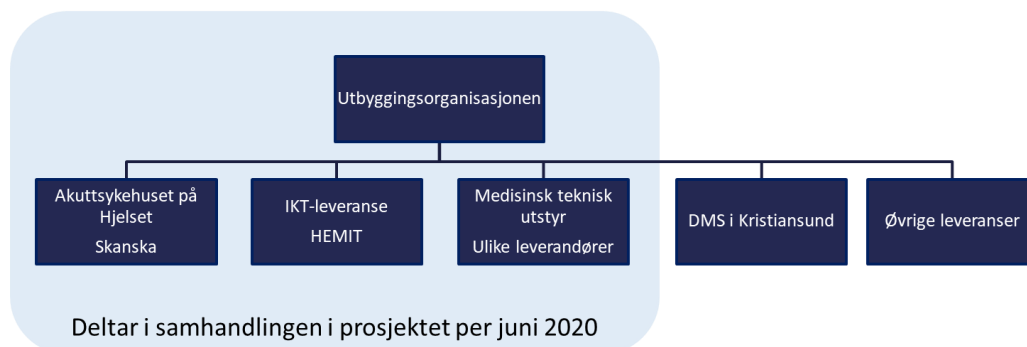 Utbyggingsorganisasjonen
Akuttsykehuset på
Hjelset
Skanska
IKT-leveranse
HEMIT
Medisinsk teknisk
utstyr
Ulike leverandører
DMS i Kristiansund
Øvrige leveranser
Deltar i samhandlingen i prosjektet per juni 2020